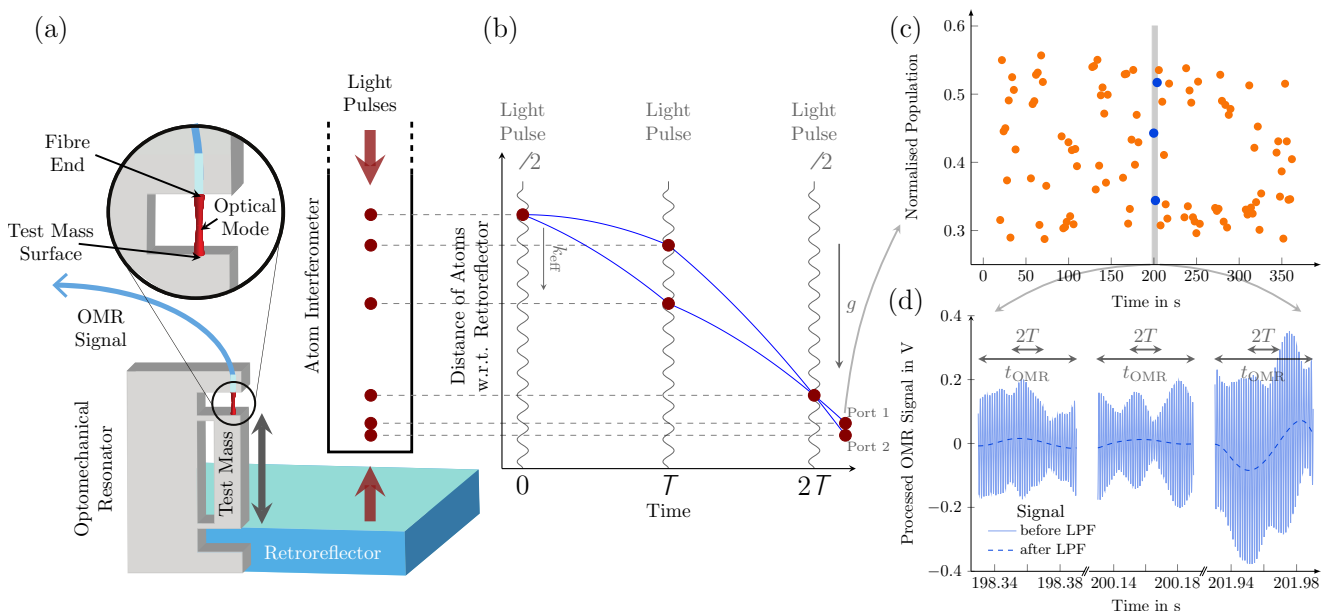 (a)
Fibre
End
Optical
Mode
Test Mass
Surface
OMR
Signal
Optomechanical
Resonator
Test Mass
Retroreflector
Light
Pulses
Atom Interferometer
(b)
Light
Pulse
/2
Light
Pulse
Light
Pulse
/2
Distance of Atoms
w.r.t. Retroreflector
k_eff
g
Port 1
Port 2
0
T
2T
Time
(c)
Normalised Population
0.6
0.5
0.4
0.3
0 50 100 150 200 250 300 350
Time in s
(d)
Processed OMR Signal in V
0.4
0.2
0
−0.2
−0.4
2T
t_OMR
2T
t_OMR
2T
t_OMR
Signal
before LPF
after LPF
198.34 198.38 200.14 200.18 201.94 201.98
Time in s